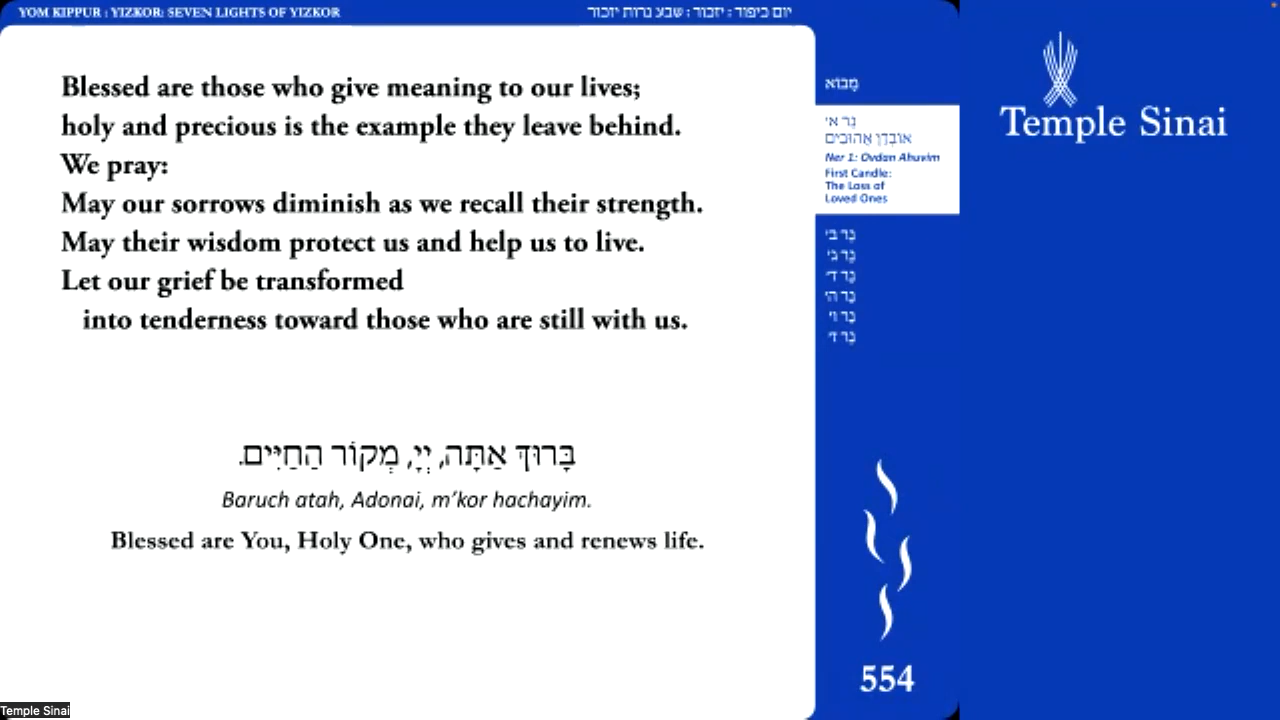 YOM KIPPUR : YIZKOR: SEVEN LIGHTS OF YIZKOR
יום כיפור : יזכור : שבע נרות יזכור
Blessed are those who give meaning to our lives;
holy and precious is the example they leave behind.
We pray:
May our sorrows diminish as we recall their strength.
May their wisdom protect us and help us to live.
Let our grief be transformed
into tenderness toward those who are still with us.
בָּרוּךְ אַתָּה, יְיָ, מְקוֹר הַחַיִּים.
Baruch atah, Adonai, m’kor hachayim.
Blessed are You, Holy One, who gives and renews life.
מָבוֹא
נֵר א׳
אוֹבְדַן אֲהוּבִים
Ner 1: Ovdan Ahuvim
First Candle:
The Loss of
Loved Ones
נֵר ב׳
נֵר ג׳
נֵר ד׳
נֵר ה׳
נֵר ו׳
נֵר ז׳
554
Temple Sinai
Temple Sinai